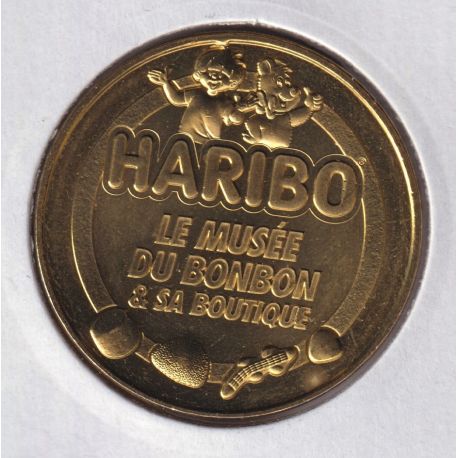 HARIBO®
LE MUSÉE
DU BONBON
& SA BOUTIQUE